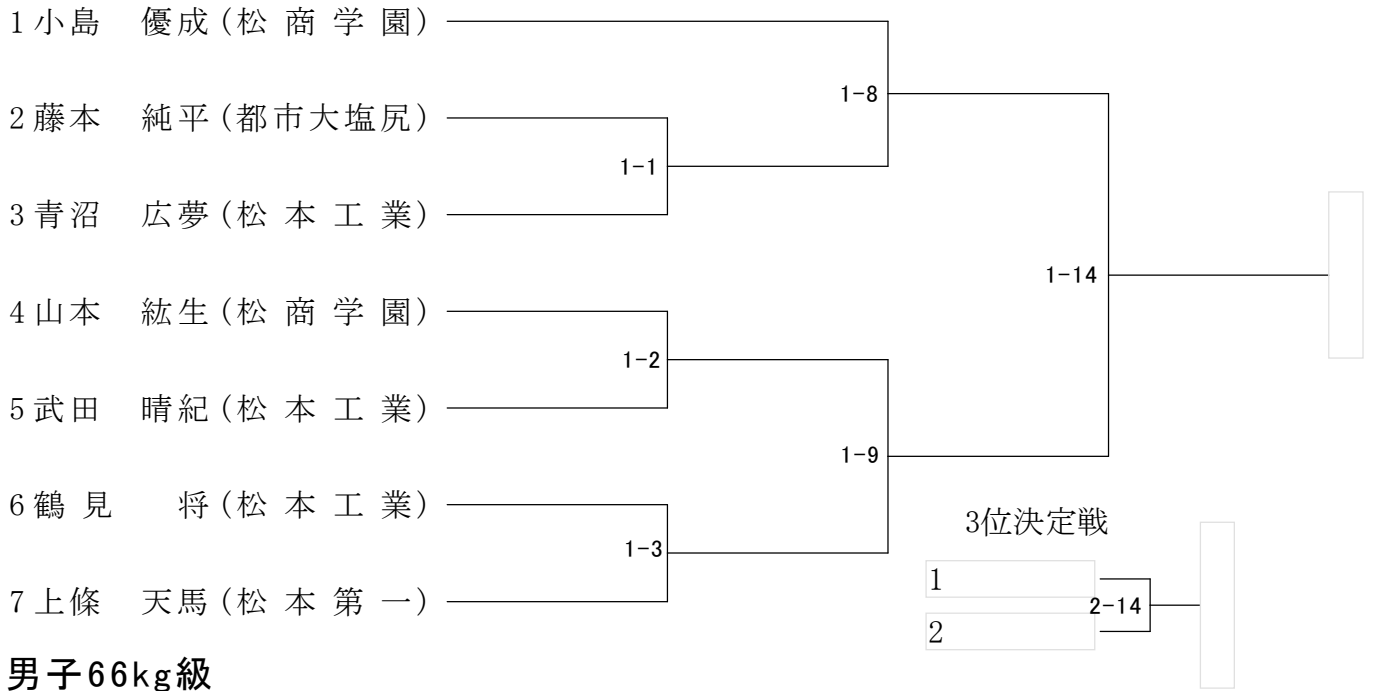 1小島　優成(松 商 学 園)
1-8
2藤本　純平(都市大塩尻)
1-1
3青沼　広夢(松 本 工 業)
1-14
4山本　紘生(松 商 学 園)
1-2
5武田　晴紀(松 本 工 業)
1-9
6鶴 見　将(松 本 工 業)
3位決定戦
1-3
1
7上條　天馬(松 本 第 一)
2-14
2
男子66kg級